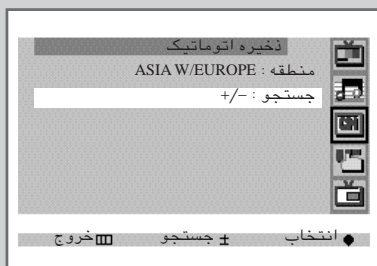 ذخیره اتوماتیک
منطقه : ASIA W/EUROPE
جستجو : –/+
انتخاب ± جستجو خروج